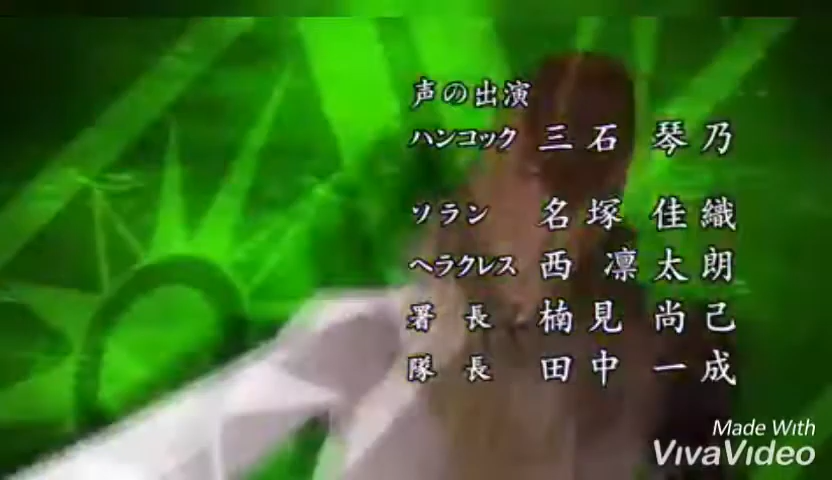 声の出演
ハンコック 三石 琴乃
ソラン 名塚 佳織
ヘラクレス 西 凛太朗
署長 楠見 尚己
隊長 田中 一成
Made With
VivaVideo